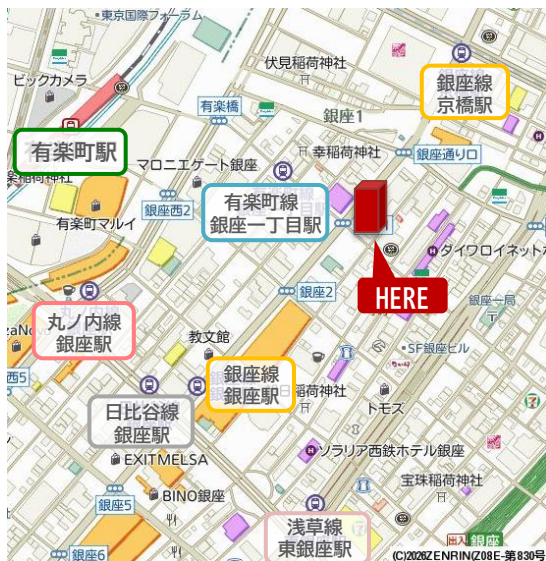 東京国際フォーラム
伏見稲荷神社
ビックカメラ
銀座線
京橋駅
有楽橋
銀座1
有楽町駅
幸稲荷神社
銀座通り口
マロニエゲート銀座
有楽町線
銀座一丁目駅
銀座西2
有楽町マルイ
ダイワロイネットホ
HERE
銀座2
銀座一局
丸ノ内線
銀座駅
教文館
SF銀座ビル
西5
銀座線
銀座駅
稲荷神社
トモズ
日比谷線
銀座駅
EXITMELSA
ソラリア西鉄ホテル銀座
宝珠稲荷神社
BINO銀座
銀座5
浅草線
東銀座駅
銀座6
出入 銀座
(C)2026ZENRIN(Z08E-第830号